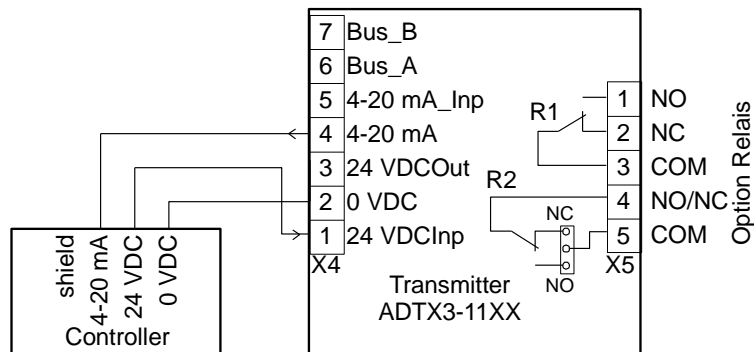 7 Bus_B
6 Bus_A
5 4-20 mA_Inp
4 4-20 mA
3 24 VDCOut
2 0 VDC
1 24 VDCInp
X4
R1
R2
NC
NO
1 NO
2 NC
3 COM
4 NO/NC
5 COM
X5
Option Relais
Transmitter
ADTX3-11XX
shield
4-20 mA
24 VDC
0 VDC
Controller